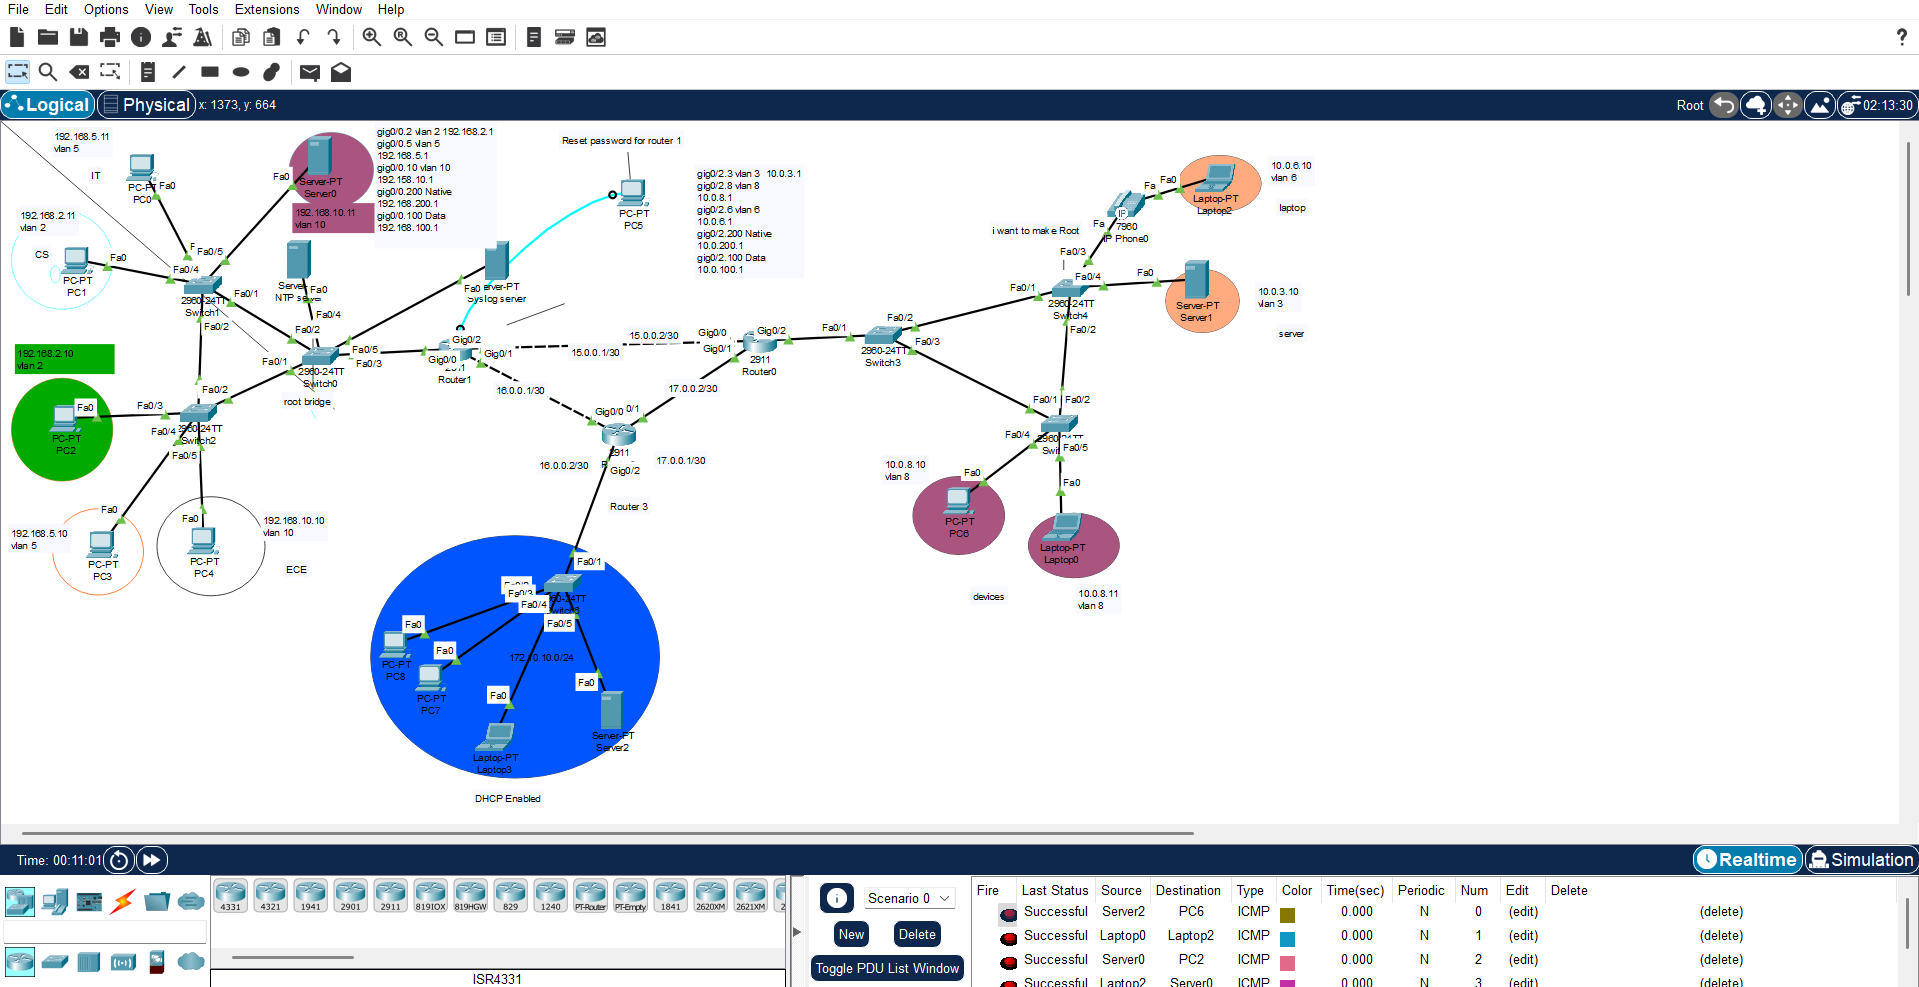 File Edit Options View Tools Extensions Window Help
?
Logical Physical x: 1373, y: 664
Root 02:13:30
192.168.5.11
vlan 5
IT
PC0
Fa0
192.168.2.11
vlan 2
CS
Fa0
PC-PT
PC1
Fa0
Server-PT
Server0
192.168.10.11
vlan 10
gig0/0.2 vlan 2 192.168.2.1
gig0/0.5 vlan 5
192.168.5.1
gig0/0.10 vlan 10
192.158.10.1
gig0/0.200 Native
192.168.200.1
gig0/0.100 Data
192.168.100.1
Fa0/5
Fa0/4
Fa0/1
2960-24TT
Switch1
Fa0/2
Fa0
Fa0/4
Fa0/2
Fa0
Syslog server
Reset password for router 1
PC-PT
PC5
gig0/2.3 vlan 3 10.0.3.1
gig0/2.8 vlan 8
10.0.8.1
gig0/2.6 vlan 6
10.0.6.1
gig0/2.200 Native
10.0.200.1
gig0/2.100 Data
10.0.100.1
Fa0/1
Fa0/5
Fa0/3
2960-24TT
Switch0
root bridge
Gig0/2
Gig0/0
Gig0/1
Router1
15.0.0.1/30
15.0.0.2/30
16.0.0.1/30
17.0.0.2/30
Gig0/0
Gig0/1
Gig0/2
2911
Router0
Fa0/1
Fa0/2
Fa0/3
2960-24TT
Switch3
i want to make Root
Fa0
Laptop-PT
Laptop2
10.0.6.10
vlan 6
laptop
7960
IP Phone0
Fa0/3
Fa0/4
Fa0/1
2960-24TT
Switch4
Fa0/2
Fa0
Server-PT
Server1
10.0.3.10
vlan 3
server
192.168.2.10
vlan 2
Fa0
PC-PT
PC2
Fa0/3
Fa0/2
Fa0/4
Fa0/5
Switch2
192.168.5.10
vlan 5
Fa0
PC-PT
PC3
Fa0
PC-PT
PC4
192.168.10.10
vlan 10
ECE
Gig0/0
0/1
2911
Gig0/2
16.0.0.2/30
17.0.0.1/30
Router 3
Fa0/1
Fa0/2
Fa0/4
Fa0/5
10.0.8.10
vlan 8
Fa0
PC-PT
PC6
Fa0
Laptop-PT
Laptop0
10.0.8.11
vlan 8
devices
Fa0/1
Fa0/3
Fa0/4
Fa0/5
Fa0
PC-PT
PC8
Fa0
PC-PT
PC7
Fa0
Laptop-PT
Laptop3
Fa0
Server-PT
Server2
DHCP Enabled
Time: 00:11:01
Realtime Simulation
4331 4321 1941 2901 2911 819IOX 819HGW 829 1240 PT-Router PT-Empty 1841 2620XM 2621XM
ISR4331
Scenario 0
New Delete
Toggle PDU List Window
Fire Last Status Source Destination Type Color Time(sec) Periodic Num Edit Delete
Successful Server2 PC6 ICMP 0.000 N 0 (edit) (delete)
Successful Laptop0 Laptop2 ICMP 0.000 N 1 (edit) (delete)
Successful Server0 PC2 ICMP 0.000 N 2 (edit) (delete)
Successful Laptop2 Server0 ICMP 0.000 N 3 (edit) (delete)